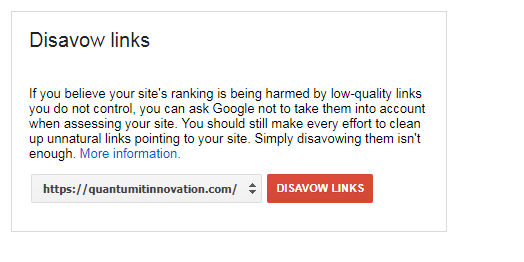 Disavow links
If you believe your site's ranking is being harmed by low-quality links
you do not control, you can ask Google not to take them into account
when assessing your site. You should still make every effort to clean
up unnatural links pointing to your site. Simply disavowing them isn't
enough. More information.
https://quantumitinnovation.com/ DISAVOW LINKS